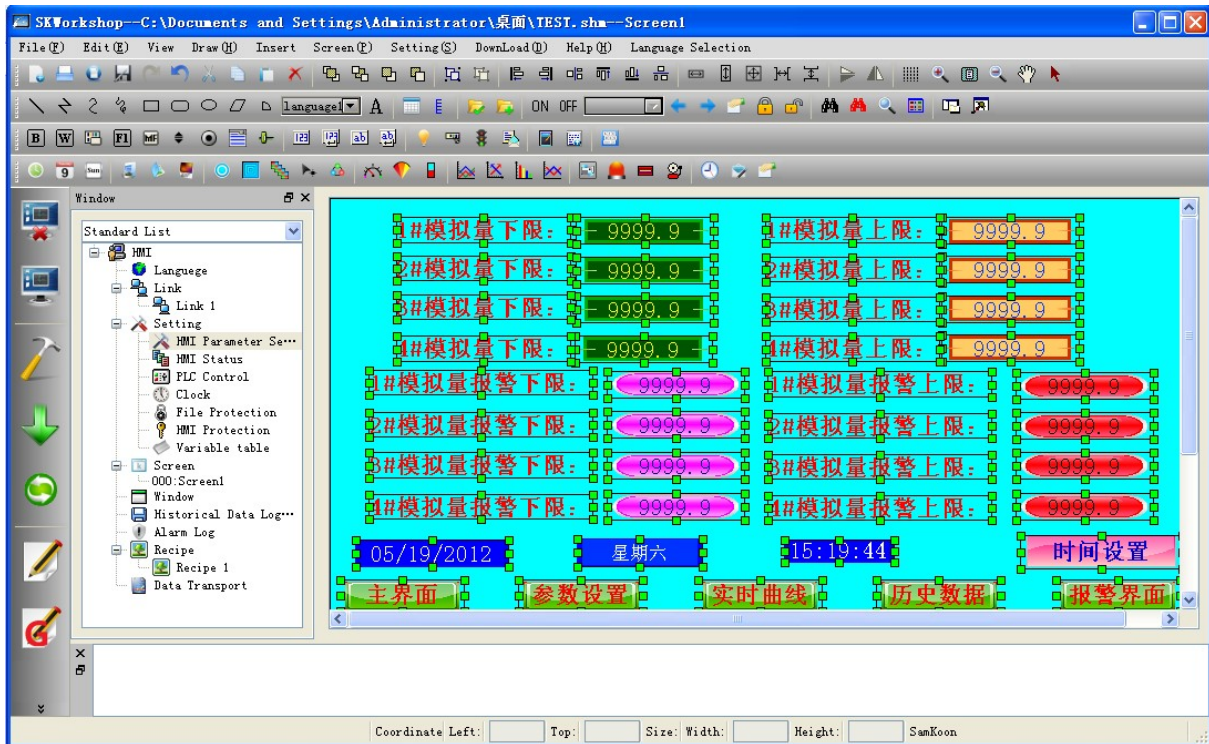 SKWorkshop--C:\Documents and Settings\Administrator\桌面\TEST.shm--Screen1
File(F) Edit(E) View Draw(H) Insert Screen(P) Setting(S) DownLoad(D) Help(H) Language Selection
language1 A ON OFF
B W F1 MF 123 123 ab ab
9 Sun
Window
Standard List
HMI
Languege
Link
Link 1
Setting
HMI Parameter Se...
HMI Status
PLC Control
Clock
File Protection
HMI Protection
Variable table
Screen
000:Screen1
Window
Historical Data Log...
Alarm Log
Recipe
Recipe 1
Data Transport
1#模拟量下限: 9999.9 1#模拟量上限: 9999.9
2#模拟量下限: 9999.9 2#模拟量上限: 9999.9
3#模拟量下限: 9999.9 3#模拟量上限: 9999.9
4#模拟量下限: 9999.9 4#模拟量上限: 9999.9
1#模拟量报警下限: 9999.9 1#模拟量报警上限: 9999.9
2#模拟量报警下限: 9999.9 2#模拟量报警上限: 9999.9
3#模拟量报警下限: 9999.9 3#模拟量报警上限: 9999.9
4#模拟量报警下限: 9999.9 4#模拟量报警上限: 9999.9
05/19/2012 星期六 15:19:44 时间设置
主界面 参数设置 实时曲线 历史数据 报警界面
Coordinate Left: Top: Size: Width: Height: SamKoon